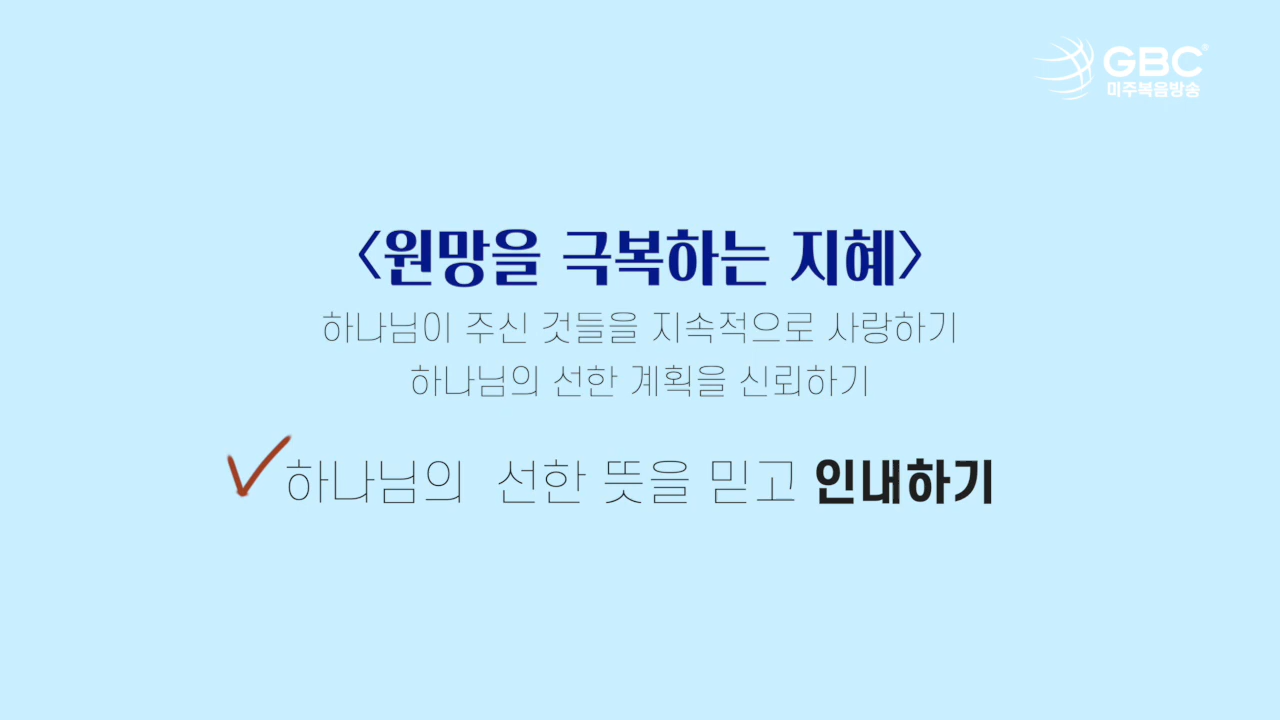 GBC®
미주복음방송
<원망을 극복하는 지혜>
하나님이 주신 것들을 지속적으로 사랑하기
하나님의 선한 계획을 신뢰하기
하나님의 선한 뜻을 믿고 인내하기